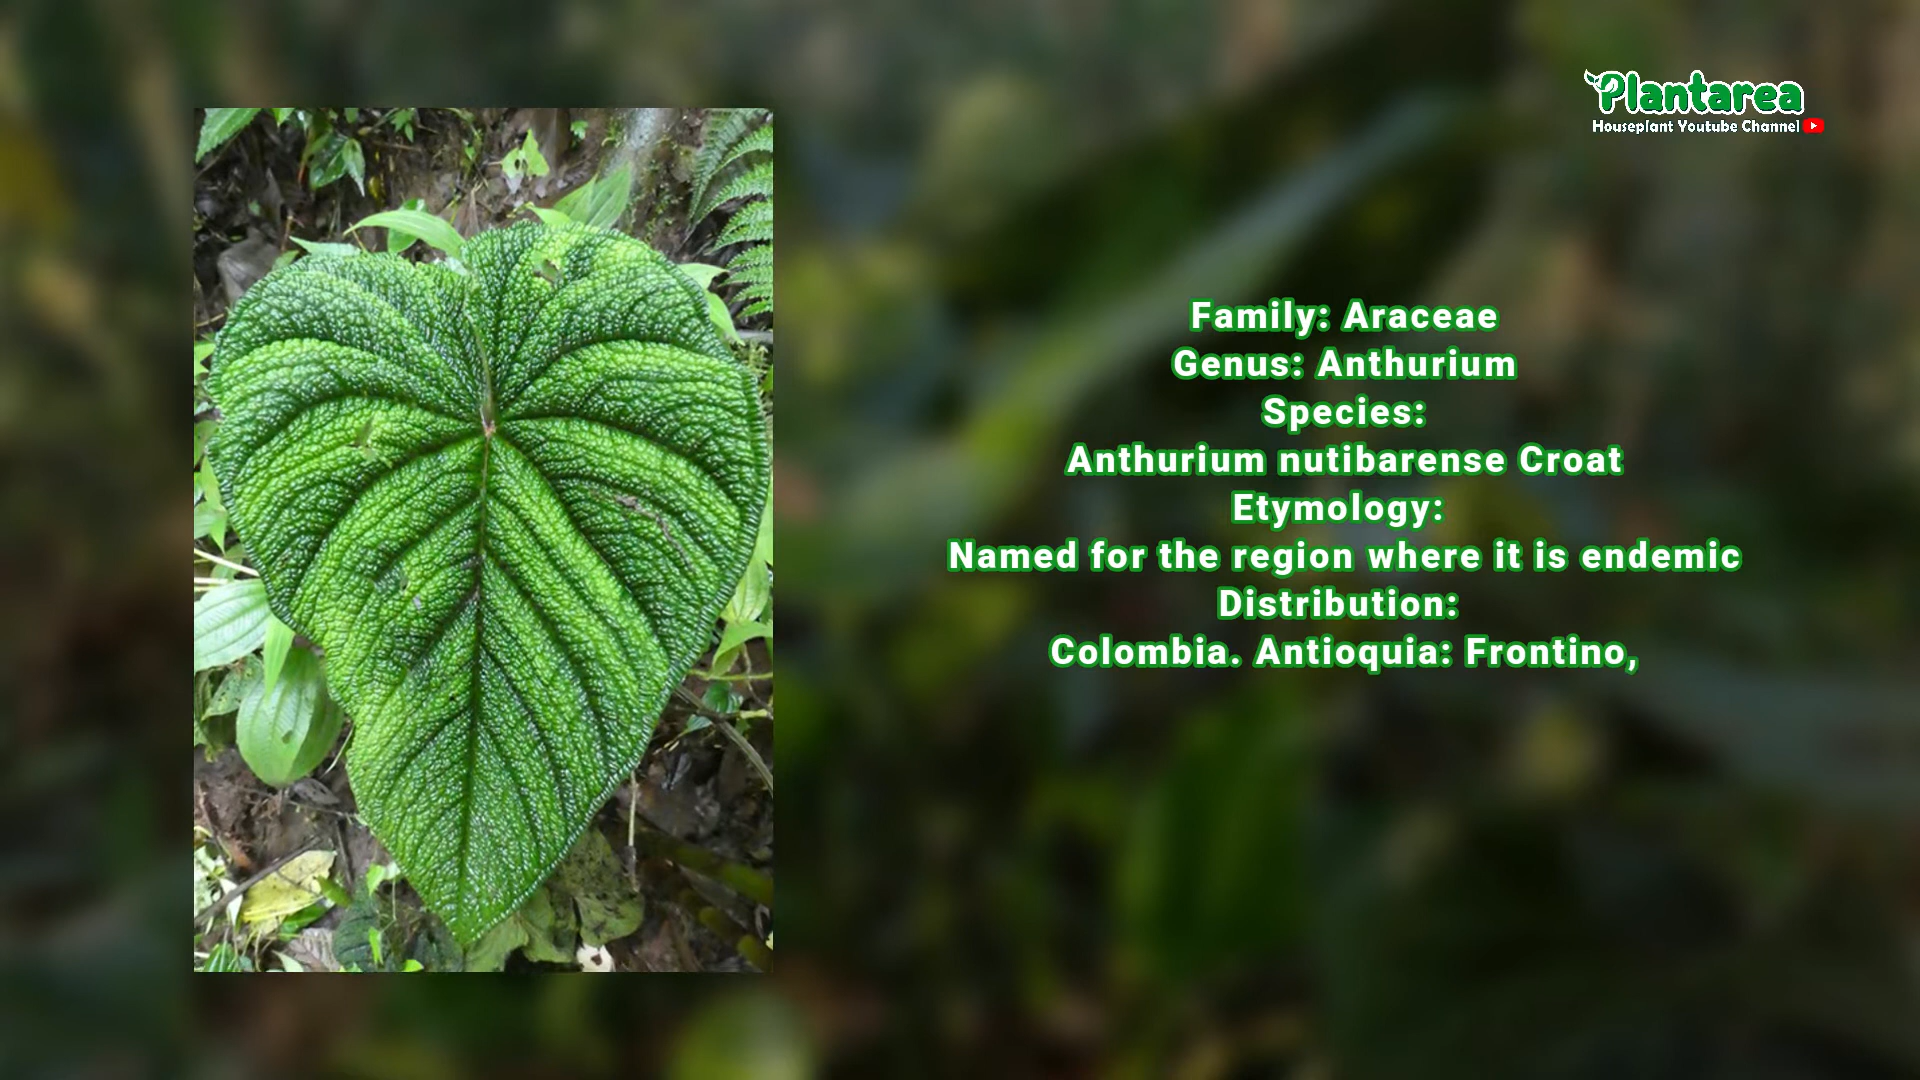 Plantarea
Houseplant Youtube Channel
Family: Araceae
Genus: Anthurium
Species:
Anthurium nutibarense Croat
Etymology:
Named for the region where it is endemic
Distribution:
Colombia. Antioquia: Frontino,